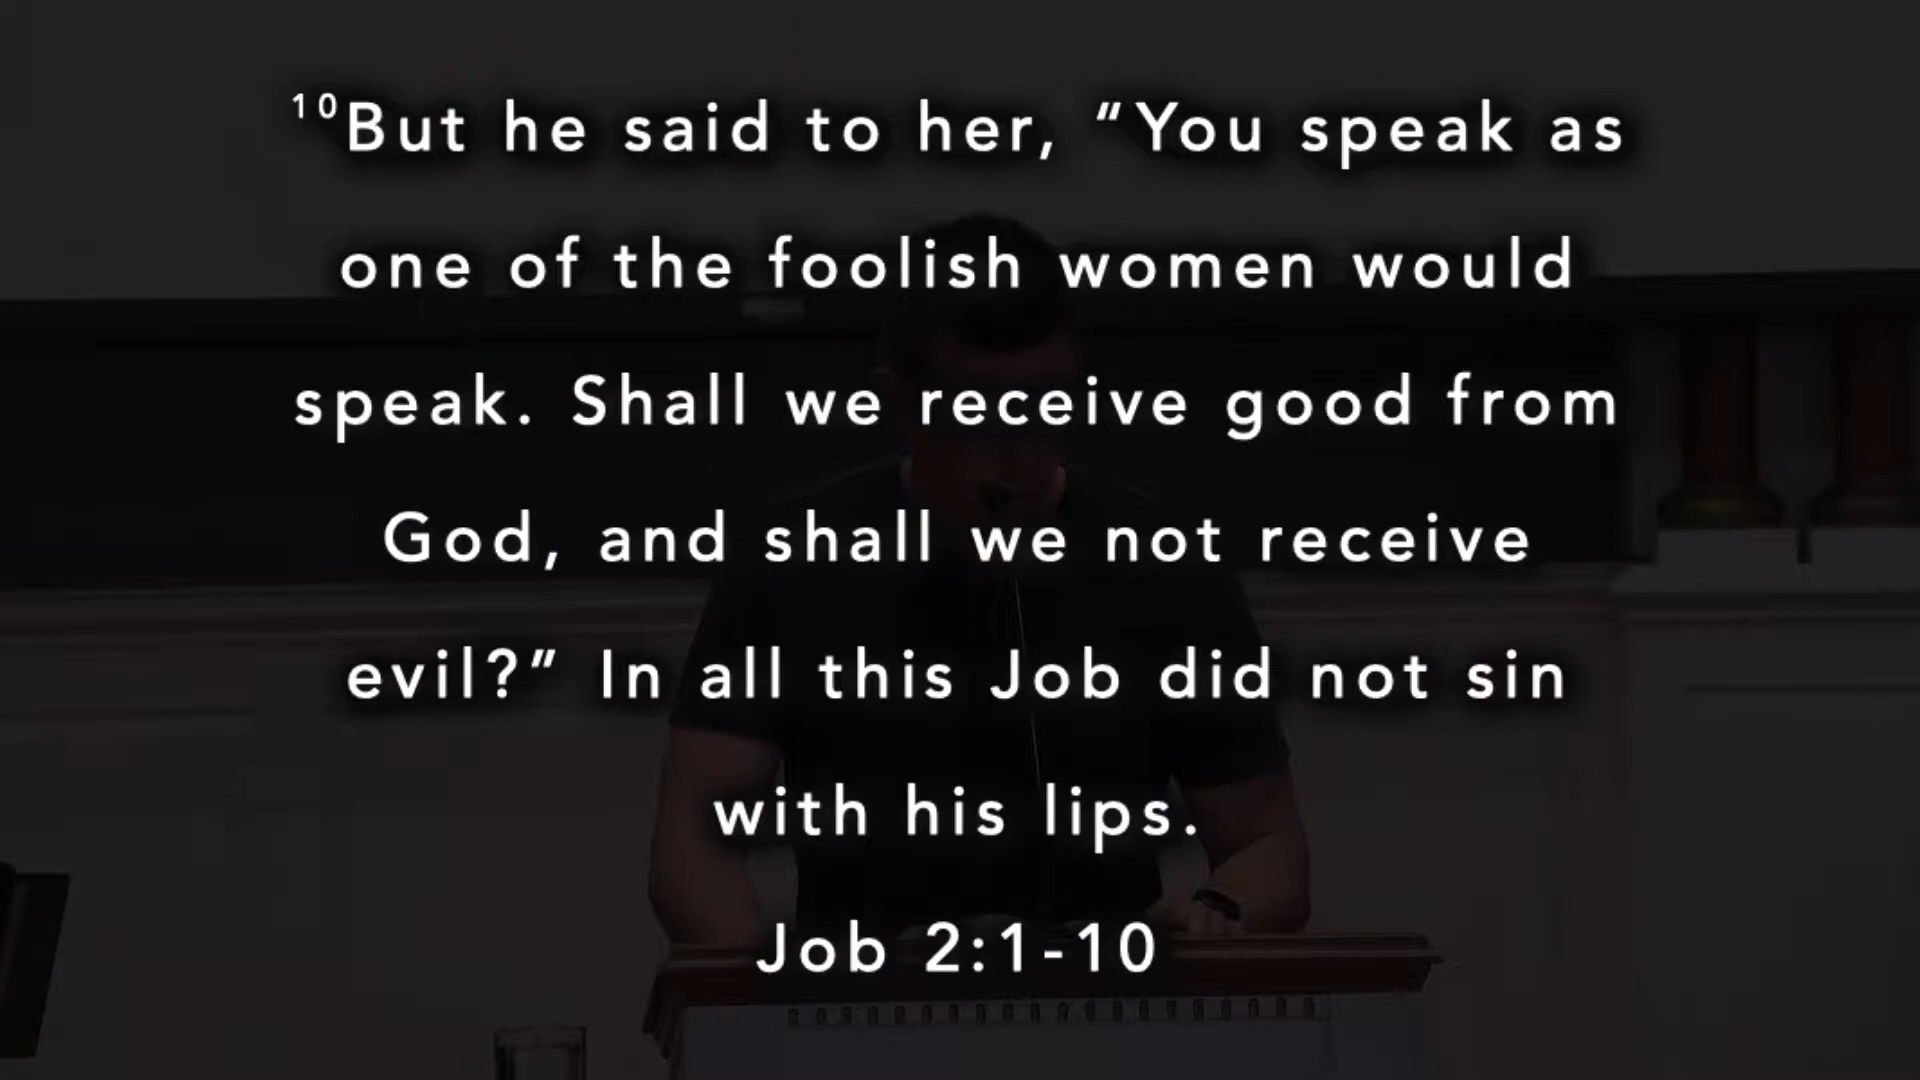 ¹⁰But he said to her, “You speak as
one of the foolish women would
speak. Shall we receive good from
God, and shall we not receive
evil?” In all this Job did not sin
with his lips.
Job 2:1-10